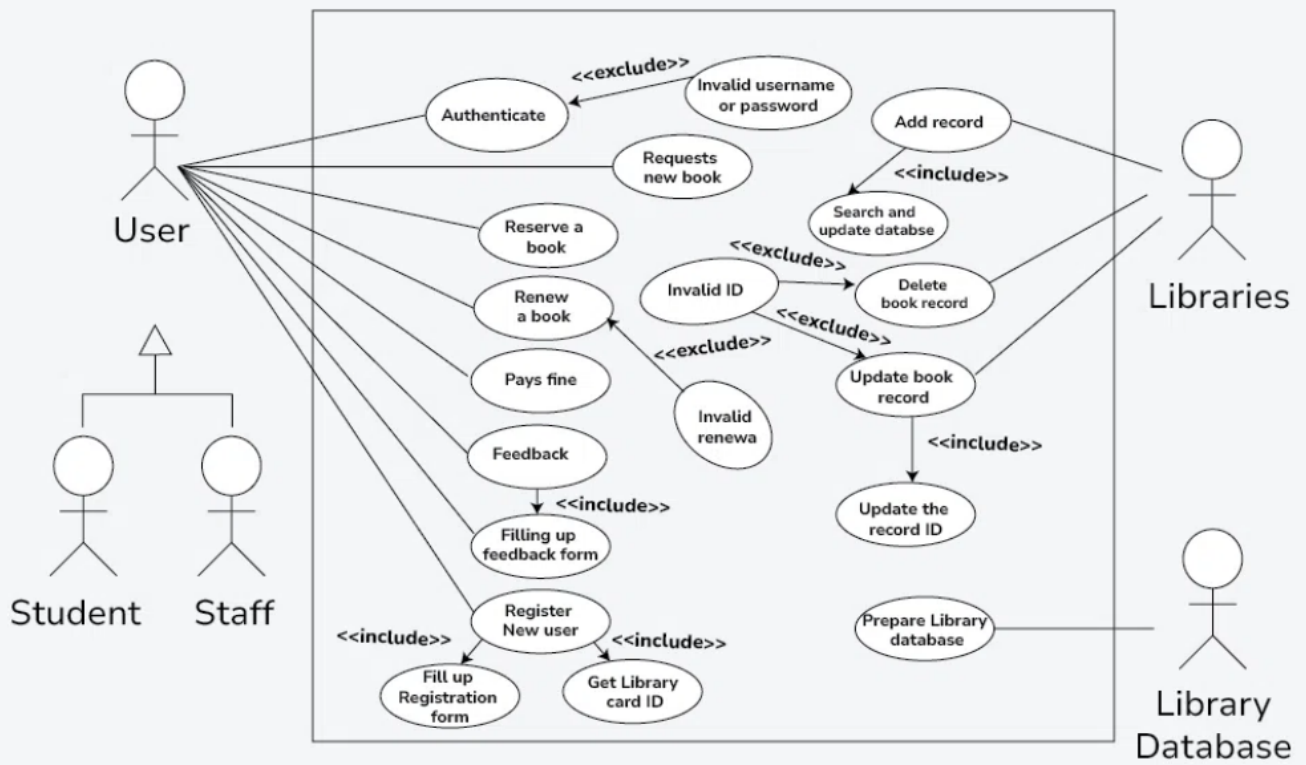 <<exclude>>
Invalid username
or password
Authenticate
Add record
Requests
new book
<<include>>
User
Search and
update databse
Reserve a
book
<<exclude>>
Invalid ID
Delete
book record
Libraries
Renew
a book
<<exclude>>
<<exclude>>
Pays fine
Update book
record
Invalid
renewa
<<include>>
Feedback
<<include>>
Update the
record ID
Filling up
feedback form
Student
Staff
Register
New user
Prepare Library
database
<<include>>
<<include>>
Fill up
Registration
form
Get Library
card ID
Library
Database